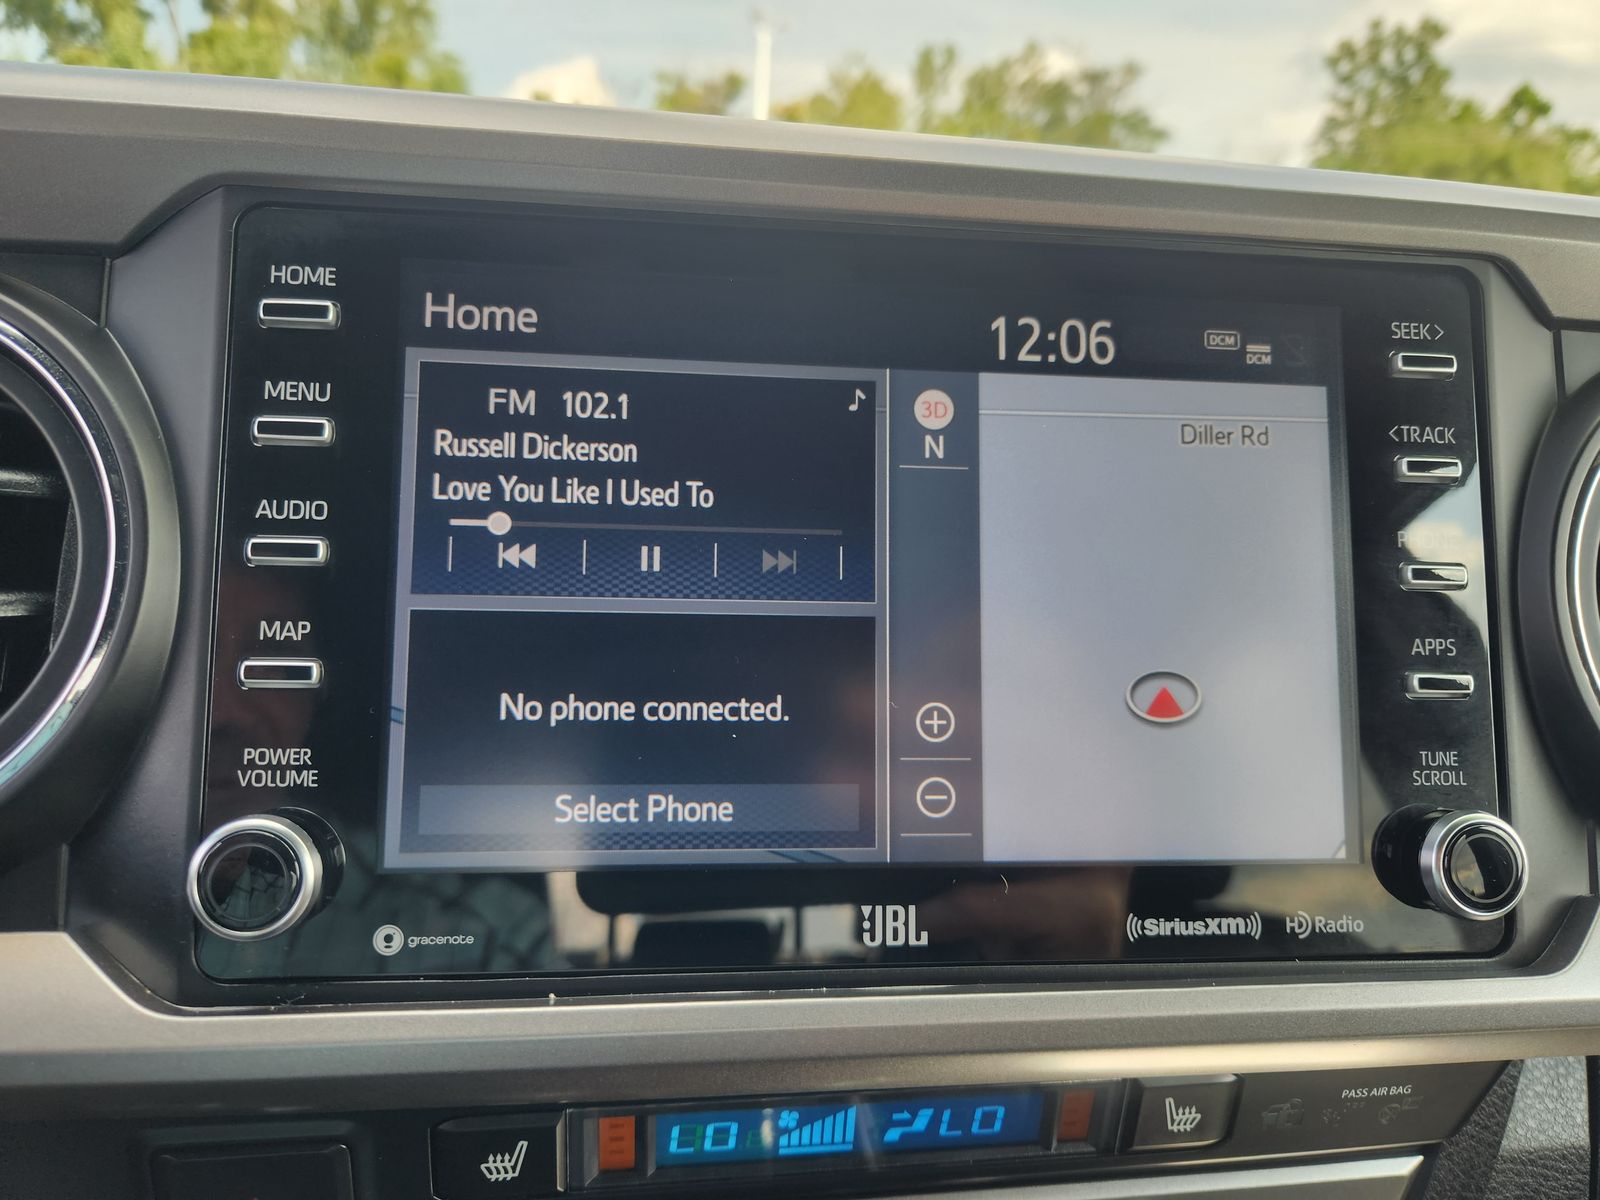 HOME
MENU
AUDIO
MAP
POWER
VOLUME
Home
12:06
DCM
DCM
FM 102.1
Russell Dickerson
Love You Like I Used To
No phone connected.
Select Phone
3D
N
Diller Rd
SEEK>
<TRACK
PHONE
APPS
TUNE
SCROLL
gracenote
JBL
((SiriusXM))
HD Radio
LO
LO
PASS AIR BAG